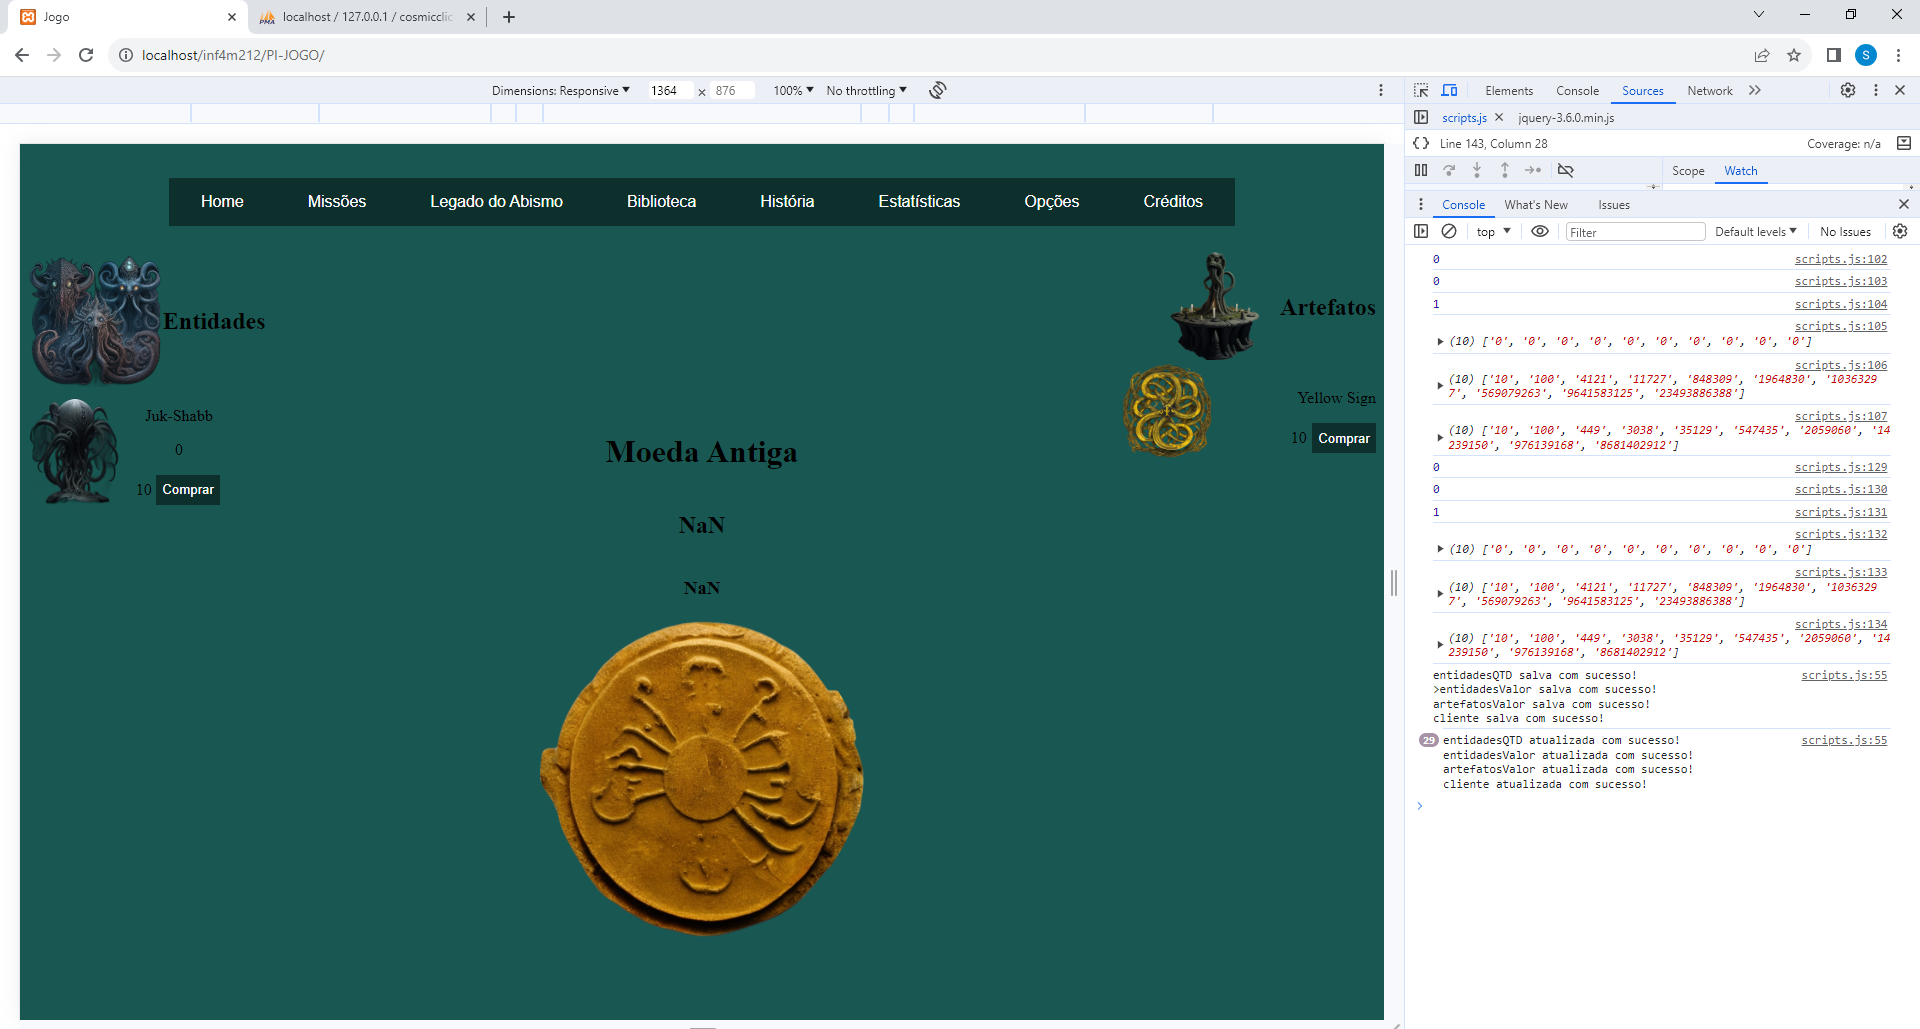 Jogo
localhost / 127.0.0.1 / cosmicclic
localhost/inf4m212/PI-JOGO/
S
Dimensions: Responsive
1364 x 876
100%
No throttling
Elements
Console
Sources
Network
scripts.js
jquery-3.6.0.min.js
Line 143, Column 28
Coverage: n/a
Scope
Watch
Console
What's New
Issues
top
Filter
Default levels
No Issues
Home
Missões
Legado do Abismo
Biblioteca
História
Estatísticas
Opções
Créditos
Entidades
Juk-Shabb
0
10 Comprar
Moeda Antiga
NaN
NaN
Artefatos
Yellow Sign
10 Comprar
0 scripts.js:102
0 scripts.js:103
1 scripts.js:104
scripts.js:105
(10) ['0', '0', '0', '0', '0', '0', '0', '0', '0', '0']
scripts.js:106
(10) ['10', '100', '4121', '11727', '848309', '1964830', '1036329
7', '569079263', '9641583125', '23493886388']
scripts.js:107
(10) ['10', '100', '449', '3038', '35129', '547435', '2059060', '14
239150', '976139168', '8681402912']
0 scripts.js:129
0 scripts.js:130
1 scripts.js:131
scripts.js:132
(10) ['0', '0', '0', '0', '0', '0', '0', '0', '0', '0']
scripts.js:133
(10) ['10', '100', '4121', '11727', '848309', '1964830', '1036329
7', '569079263', '9641583125', '23493886388']
scripts.js:134
(10) ['10', '100', '449', '3038', '35129', '547435', '2059060', '14
239150', '976139168', '8681402912']
entidadesQTD salva com sucesso! scripts.js:55
>entidadesValor salva com sucesso!
artefatosValor salva com sucesso!
cliente salva com sucesso!
29 entidadesQTD atualizada com sucesso! scripts.js:55
entidadesValor atualizada com sucesso!
artefatosValor atualizada com sucesso!
cliente atualizada com sucesso!